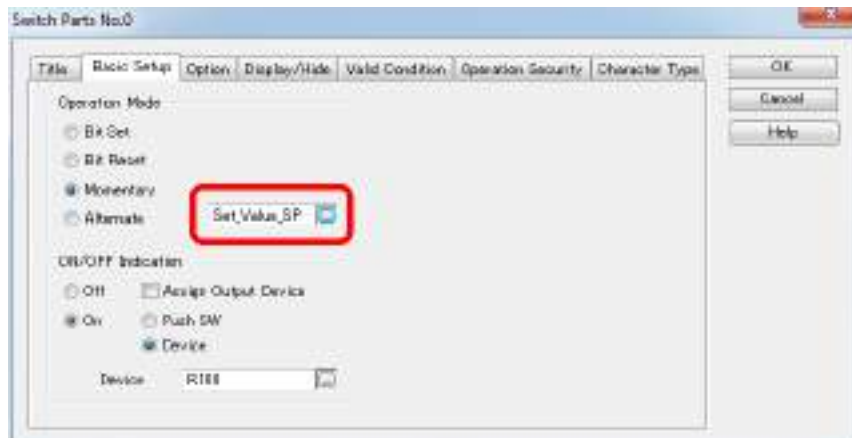 Switch Parts No.0
Title Basic Setup Option Display/Hide Valid Condition Operation Security Character Type
OK
Cancel
Help
Operation Mode
Bit Set
Bit Reset
Momentary
Alternate
Set_Value_SP
ON/OFF Indication
Off Assign Output Device
On Push SW
Device
Device